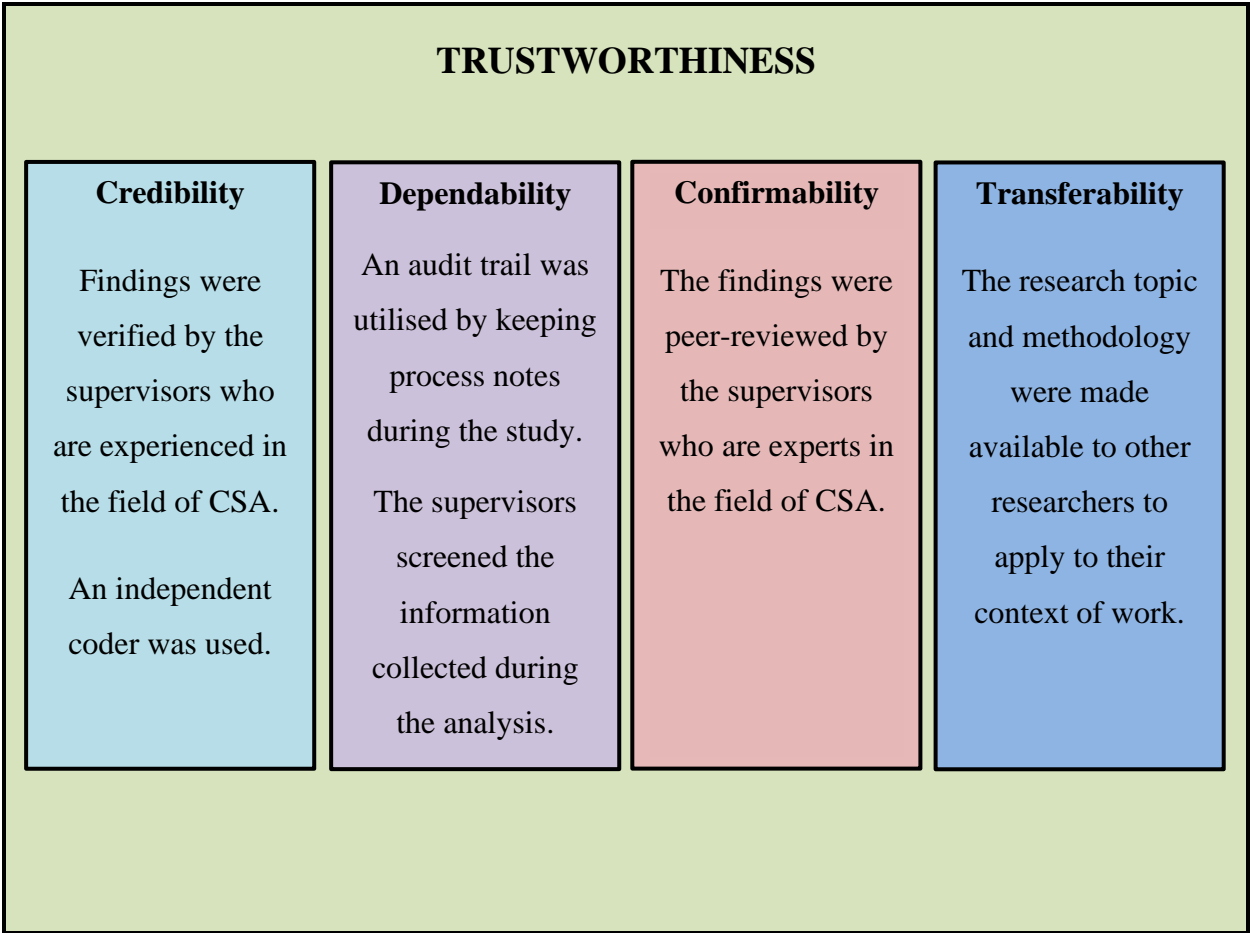 TRUSTWORTHINESS
Credibility
Findings were
verified by the
supervisors who
are experienced in
the field of CSA.
An independent
coder was used.
Dependability
An audit trail was
utilised by keeping
process notes
during the study.
The supervisors
screened the
information
collected during
the analysis.
Confirmability
The findings were
peer-reviewed by
the supervisors
who are experts in
the field of CSA.
Transferability
The research topic
and methodology
were made
available to other
researchers to
apply to their
context of work.